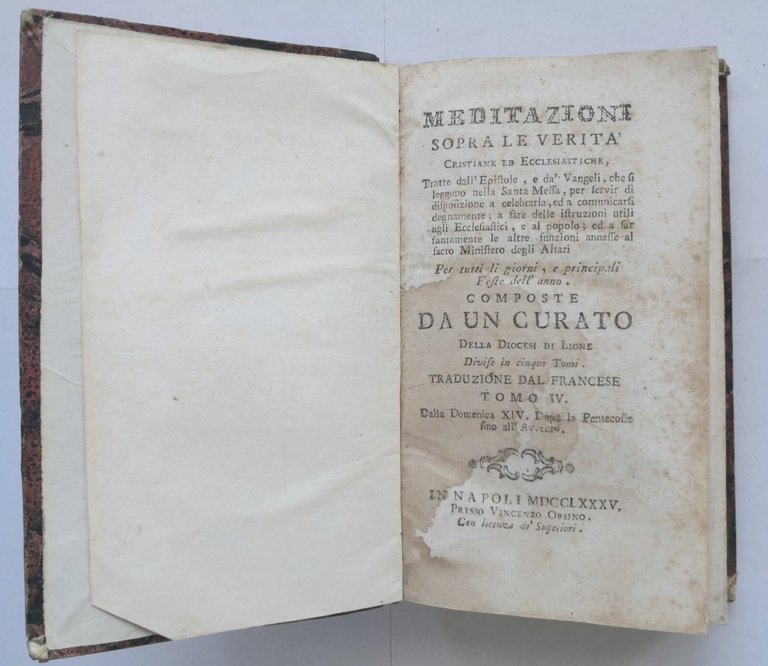 MEDITAZIONI
SOPRA LE VERITA'
CRISTIANE ED ECCLESIASTICHE,
Tratte dall' Epistole, e da' Vangeli, che si
leggono nella Santa Messa, per servir di
disposizione a celebrarla, ed a comunicarsi
degnamente; a fare delle istruzioni utili
agli Ecclesiastici, e al popolo; ed a far
santamente le altre funzioni annesse al
sacro Ministero degli Altari
Per tutti li giorni, e principali
Feste dell' anno.
COMPOSTE
DA UN CURATO
DELLA DIOCESI DI LIONE
Divise in cinque Tomi.
TRADUZIONE DAL FRANCESE
TOMO IV.
Dalla Domenica XIV. Dopo la Pentecoste
sino all' Avvento.
IN NAPOLI MDCCLXXXV.
PRESSO VINCENZO ORSINO.
Con licenza de' Superiori.